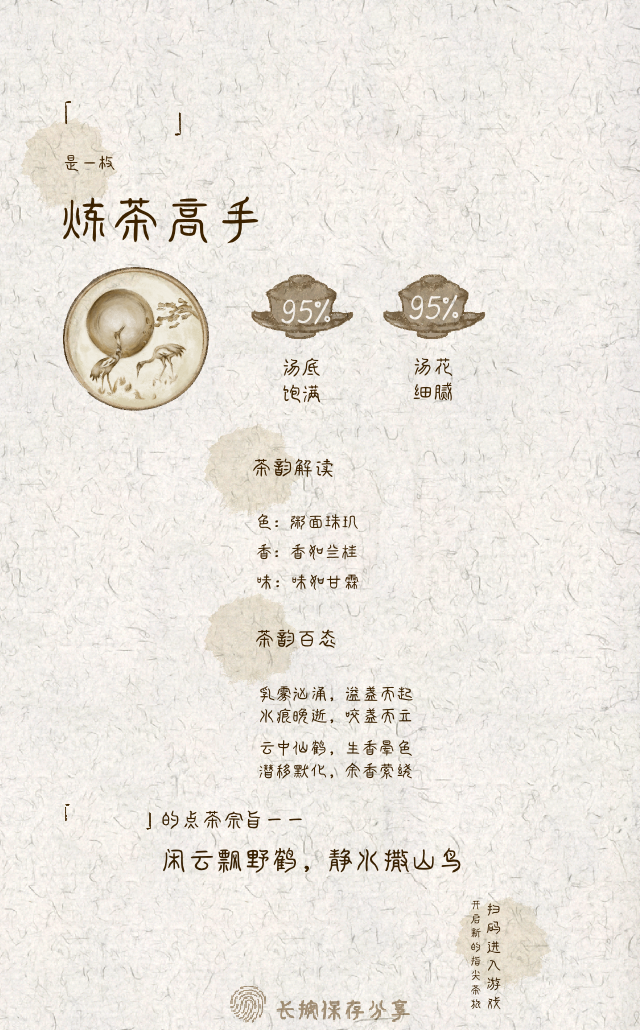 「 」
是一枚
炼茶高手
95%
95%
汤底
饱满
汤花
细腻
茶韵解读
色：粥面珠玑
香：香如兰桂
味：味如甘霖
茶韵百态
乳雾汹涌，溢盏而起
水痕晚逝，咬盏而立
云中仙鹤，生香晕色
潜移默化，余香萦绕
「 」的点茶宗旨——
闲云飘野鹤，静水撒山鸟
扫码进入游戏
开启新的指尖茶旅
长摁保存分享